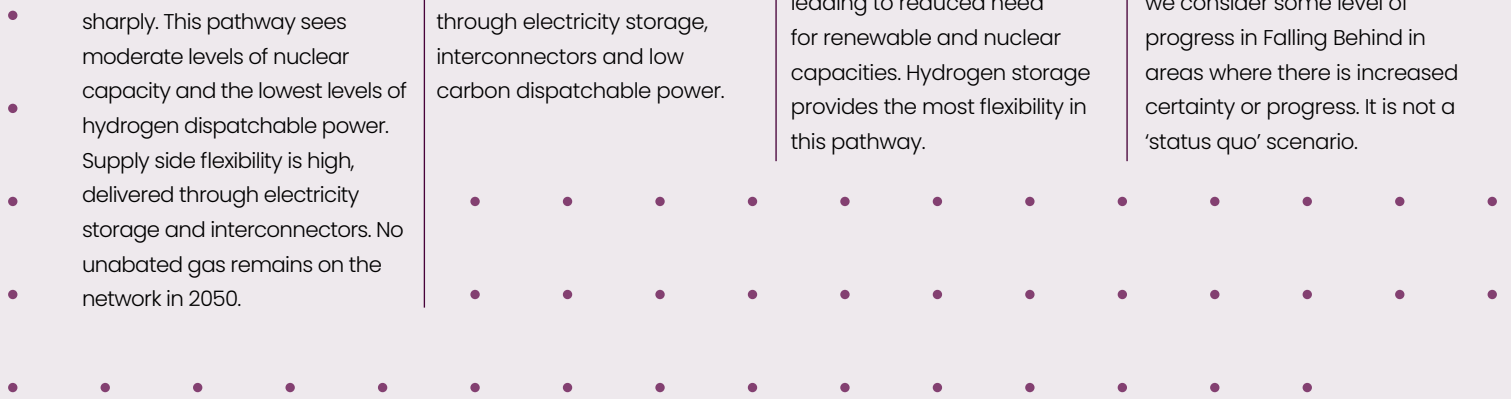 sharply. This pathway sees
moderate levels of nuclear
capacity and the lowest levels of
hydrogen dispatchable power.
Supply side flexibility is high,
delivered through electricity
storage and interconnectors. No
unabated gas remains on the
network in 2050.
through electricity storage,
interconnectors and low
carbon dispatchable power.
leading to reduced need
for renewable and nuclear
capacities. Hydrogen storage
provides the most flexibility in
this pathway.
we consider some level of
progress in Falling Behind in
areas where there is increased
certainty or progress. It is not a
‘status quo’ scenario.